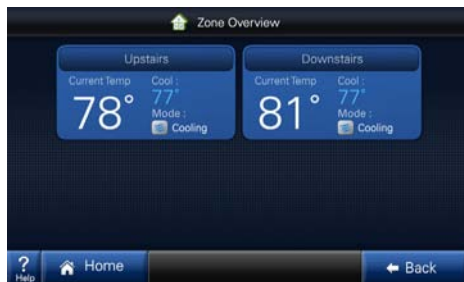 Zone Overview
Upstairs
Current Temp Cool :
78° 77°
Mode :
Cooling
Downstairs
Current Temp Cool :
81° 77°
Mode :
Cooling
?
Help
Home
Back